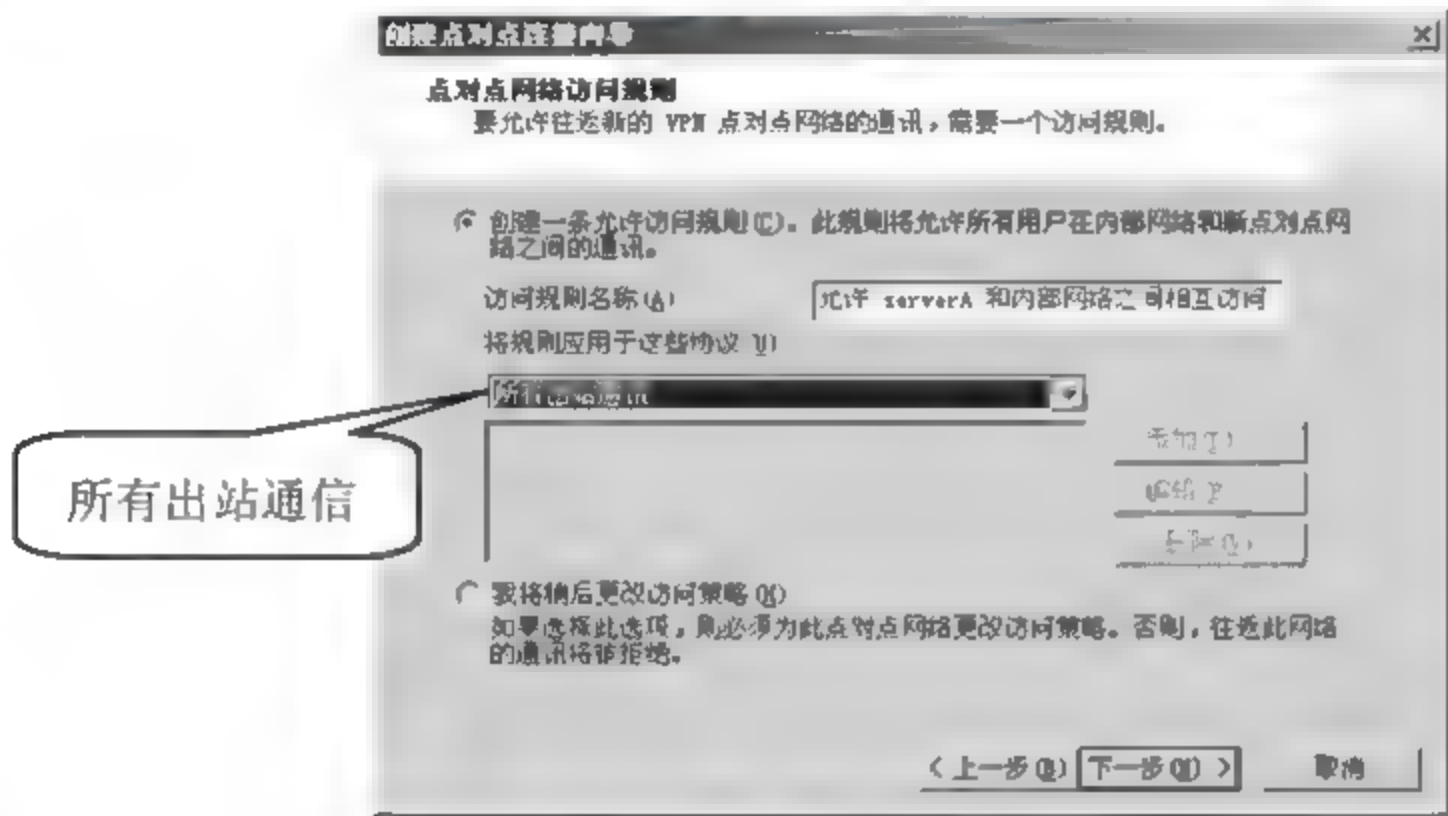 创建点对点连接向导
点对点网络访问规则
要允许往返新的 VPN 点对点网络的通讯，需要一个访问规则。
创建一条允许访问规则(C)。此规则将允许所有用户在内部网络和新点对点网
络之间的通讯。
访问规则名称(A)
允许 serverA 和内部网络之间相互访问
将规则应用于这些协议
所有出站通讯
所有出站通信
我将稍后更改访问策略
如果选择此选项，则必须为此点对点网络更改访问策略。否则，往返此网络
的通讯将被拒绝。
< 上一步(B)
下一步(N) >
取消